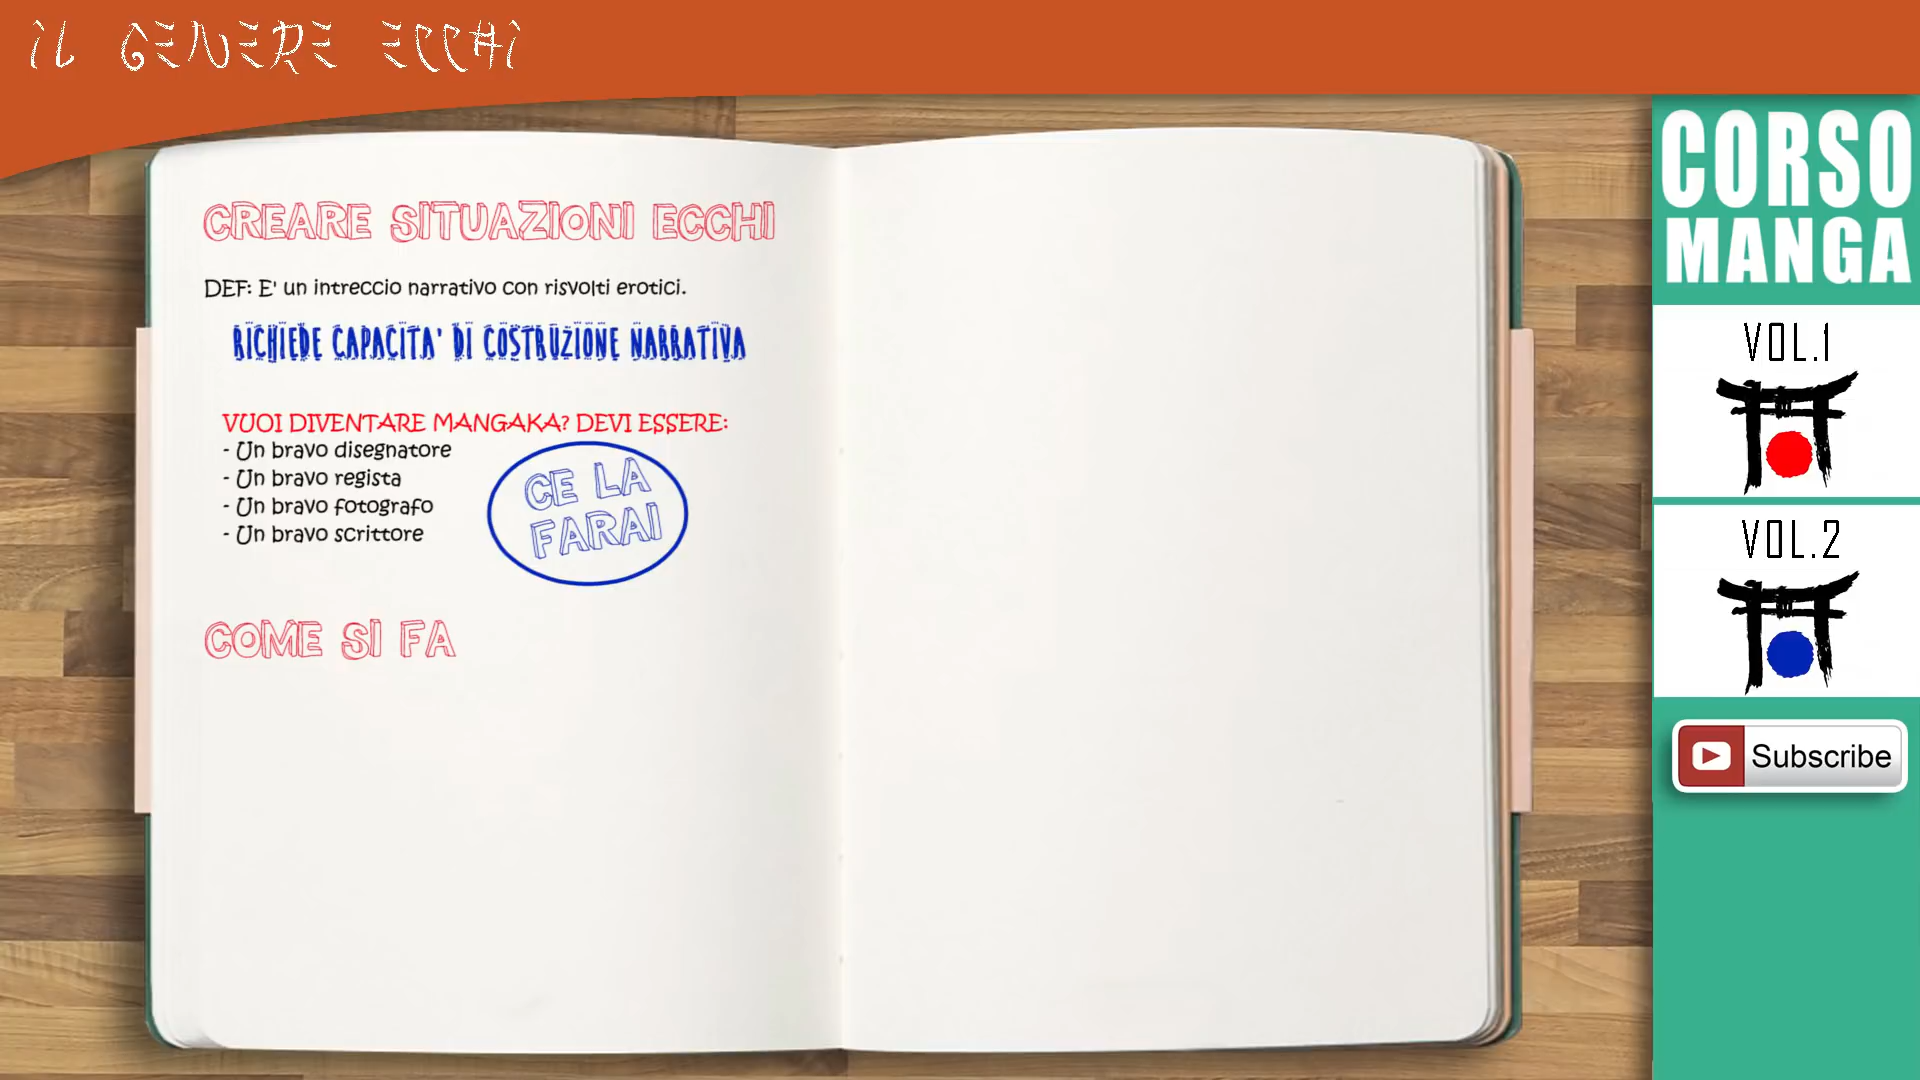 IL GENERE ECCHI
CREARE SITUAZIONI ECCHI
DEF: E' un intreccio narrativo con risvolti erotici.
RICHIEDE CAPACITA' DI COSTRUZIONE NARRATIVA
VUOI DIVENTARE MANGAKA? DEVI ESSERE:
- Un bravo disegnatore
- Un bravo regista
- Un bravo fotografo
- Un bravo scrittore
CE LA
FARAI
COME SI FA
CORSO
MANGA
VOL.1
VOL.2
Subscribe